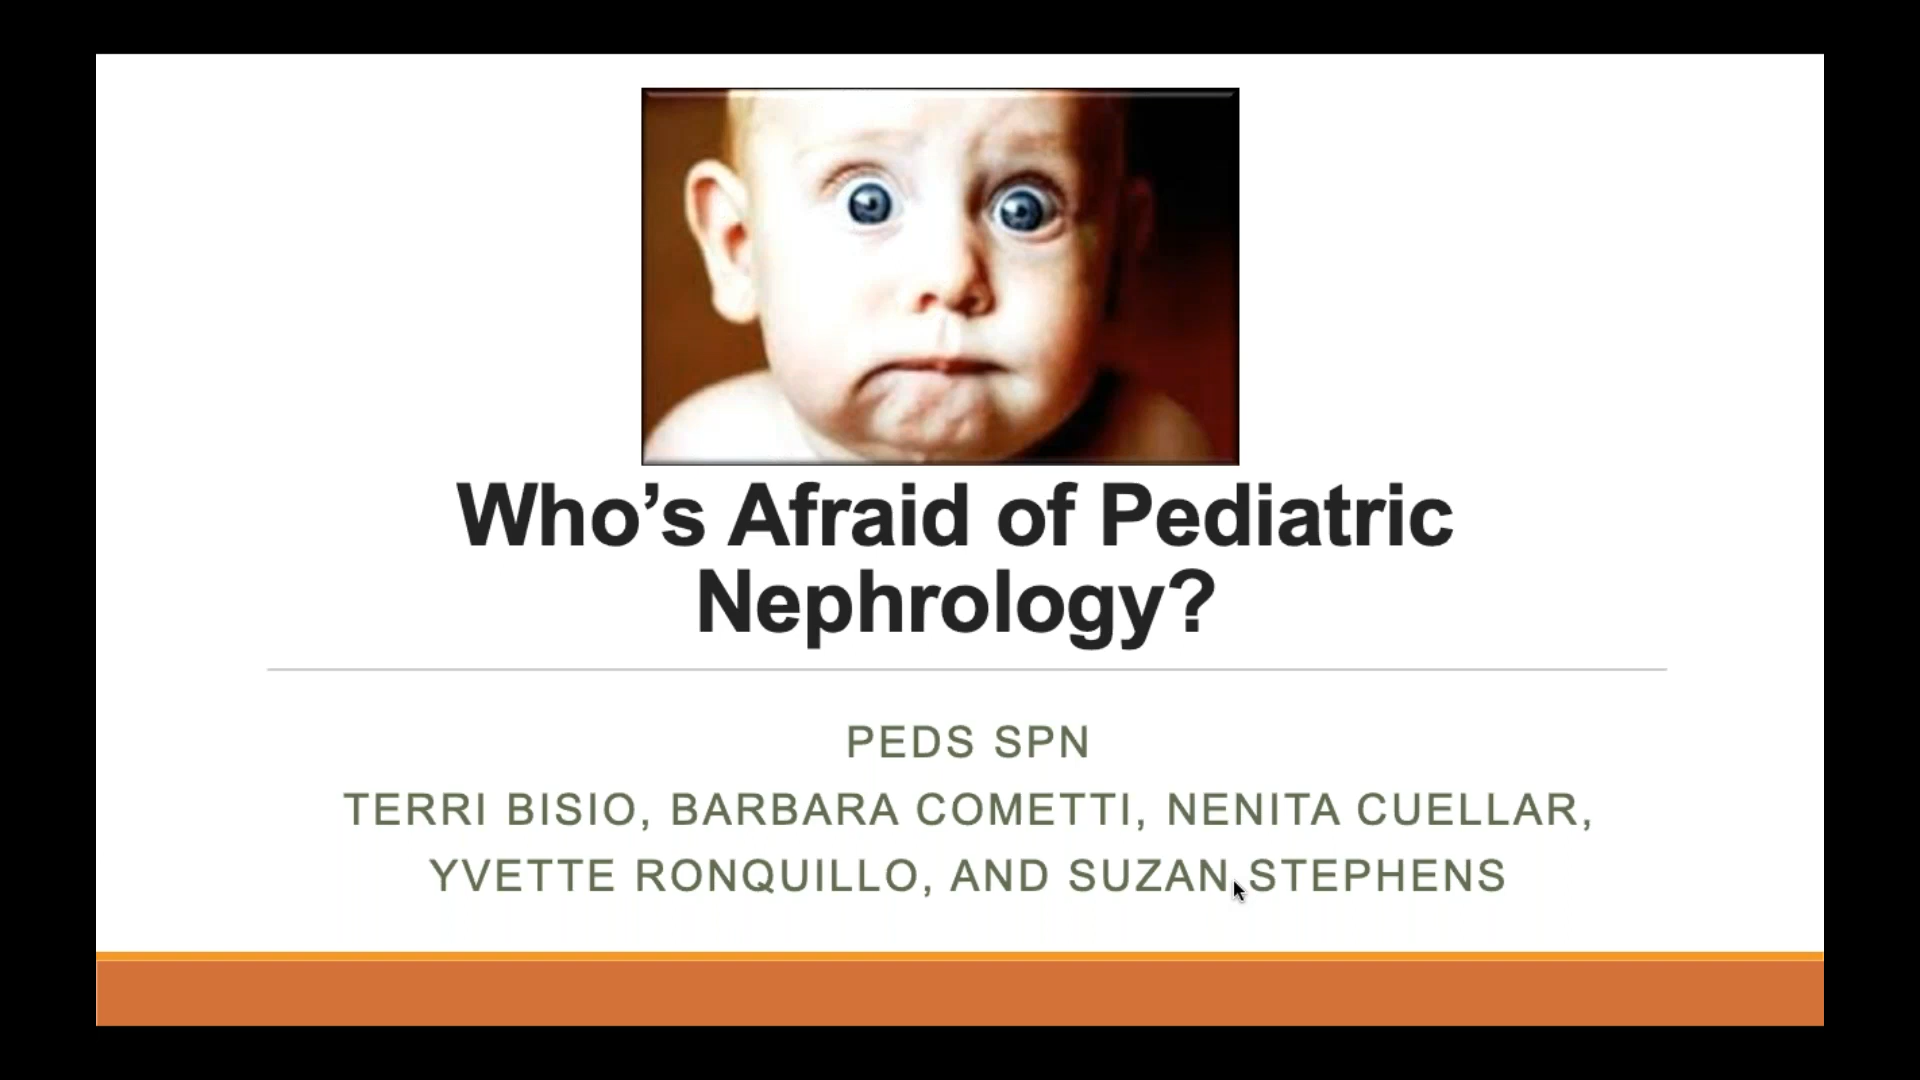 Who’s Afraid of Pediatric
Nephrology?
PEDS SPN
TERRI BISIO, BARBARA COMETTI, NENITA CUELLAR,
YVETTE RONQUILLO, AND SUZAN STEPHENS